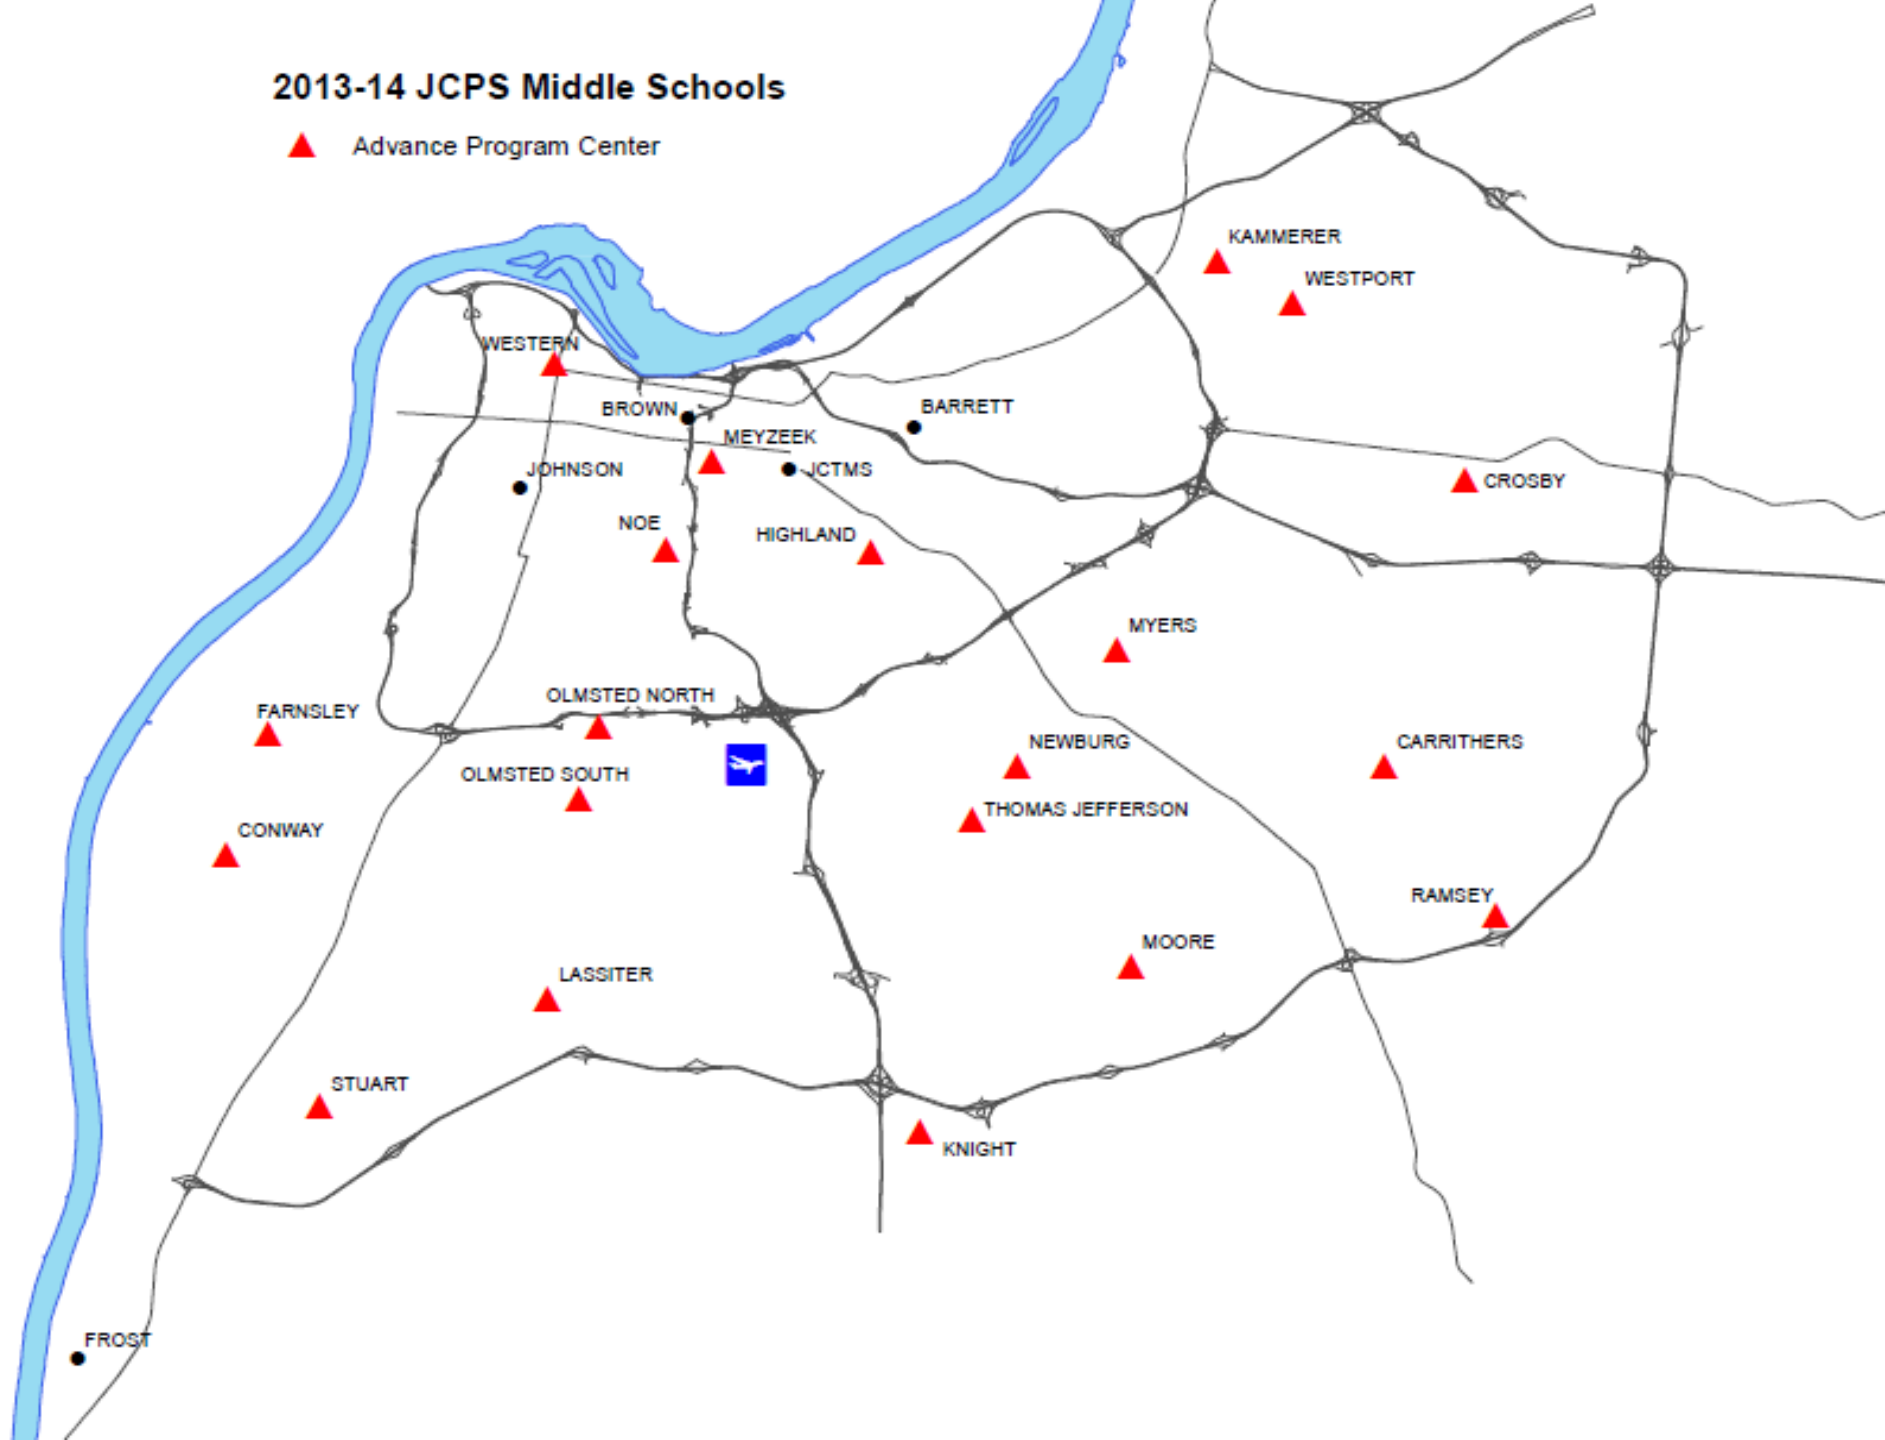 2013-14 JCPS Middle Schools
Advance Program Center
KAMMERER
WESTPORT
WESTERN
BROWN
BARRETT
MEYZEEK
JOHNSON
JCTMS
CROSBY
NOE
HIGHLAND
MYERS
OLMSTED NORTH
FARNSLEY
NEWBURG
CARRITHERS
OLMSTED SOUTH
THOMAS JEFFERSON
CONWAY
RAMSEY
MOORE
LASSITER
STUART
KNIGHT
FROST